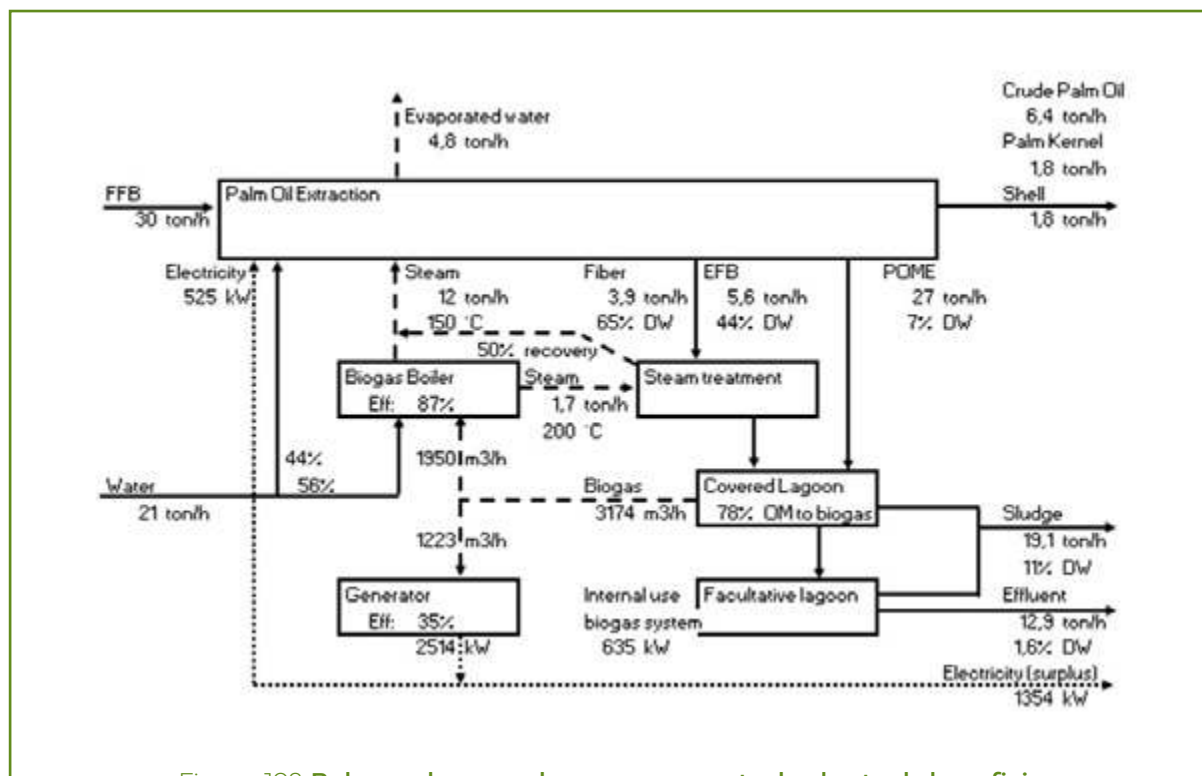 Crude Palm Oil
6,4 ton/h
Palm Kernel
1,8 ton/h
Shell
1,8 ton/h
Evaporated water
4,8 ton/h
FFB
30 ton/h
Palm Oil Extraction
Electricity
525 kW
Steam
12 ton/h
150 °C
Fiber
3,9 ton/h
65% DW
EFB
5,6 ton/h
44% DW
POME
27 ton/h
7% DW
50% recovery
Biogas Boiler
Eff: 87%
Steam
1,7 ton/h
200 °C
Steam treatment
44%
56%
1950 m3/h
Water
21 ton/h
Biogas
3174 m3/h
Covered Lagoon
78% OM to biogas
Sludge
19,1 ton/h
11% DW
1223 m3/h
Generator
Eff: 35%
2514 kW
Internal use
biogas system
635 kW
Facultative lagoon
Effluent
12,9 ton/h
1,6% DW
Electricity (surplus)
1354 kW